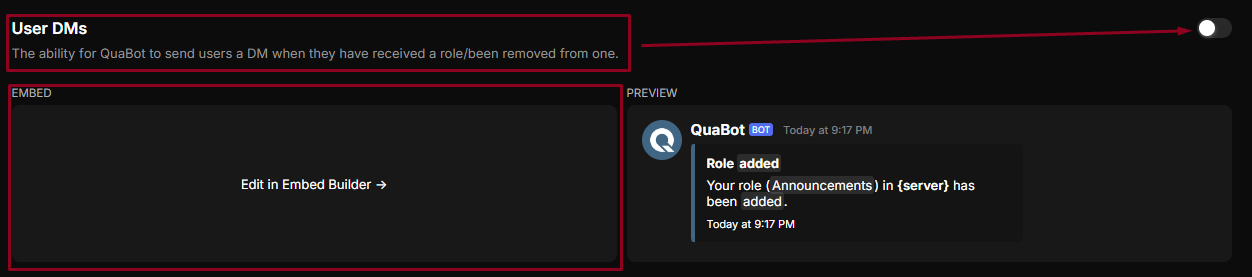 User DMs
The ability for QuaBot to send users a DM when they have received a role/been removed from one.
EMBED
Edit in Embed Builder →
PREVIEW
QuaBot BOT Today at 9:17 PM
Role added
Your role (Announcements) in {server} has
been added.
Today at 9:17 PM